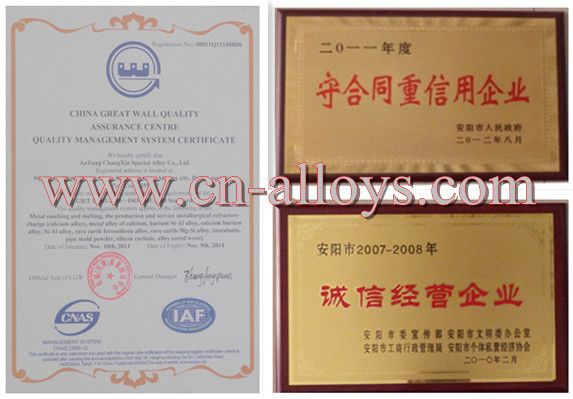 Registration No.: 00911Q11548R0S
CHINA GREAT WALL QUALITY
ASSURANCE CENTRE
QUALITY MANAGEMENT SYSTEM CERTIFICATE
We hereby certify that
AnYang ChangXin Special Alloy Co., Ltd.
Registered address is located at
www.cn-alloys.com
Metal smelting and melting, the production and service metallurgical refractory
charge (calcium alloys, metal alloy of calcium, barium Si-Al alloy, calcium barium
alloy, Si-Al alloy, rare earth ferrosilicon alloy, rare earth-Mg-Si alloy, inoculants,
pipe mold powder, silicon carbide, alloy cored wore).
Date of Issuance: Nov. 10th, 2011 Date of Expiry: Nov. 9th, 2014
Official Seal of CGW
General Manager
CNAS
IAF
MANAGEMENT SYSTEM
CNAS C009-Q
二〇一一年度
守合同重信用企业
安阳市人民政府
二〇一二年八月
安阳市2007-2008年
诚信经营企业
安阳市委宣传部 安阳市文明委办公室
安阳市工商行政管理局 安阳市个体私营经济协会
二〇一〇年二月